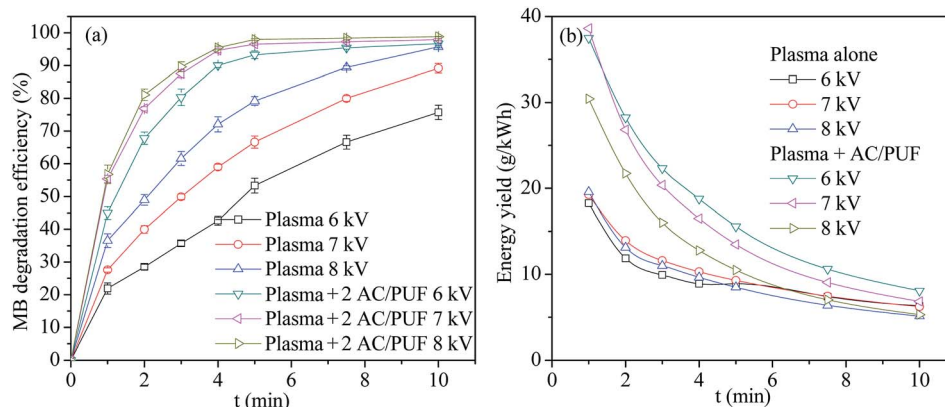 (a)
MB degradation efficiency (%)
100
90
80
70
60
50
40
30
20
10
0
0 2 4 6 8 10
t (min)
Plasma 6 kV
Plasma 7 kV
Plasma 8 kV
Plasma + 2 AC/PUF 6 kV
Plasma + 2 AC/PUF 7 kV
Plasma + 2 AC/PUF 8 kV
(b)
Energy yield (g/kWh)
40
30
20
10
0
0 2 4 6 8 10
t (min)
Plasma alone
6 kV
7 kV
8 kV
Plasma + AC/PUF
6 kV
7 kV
8 kV